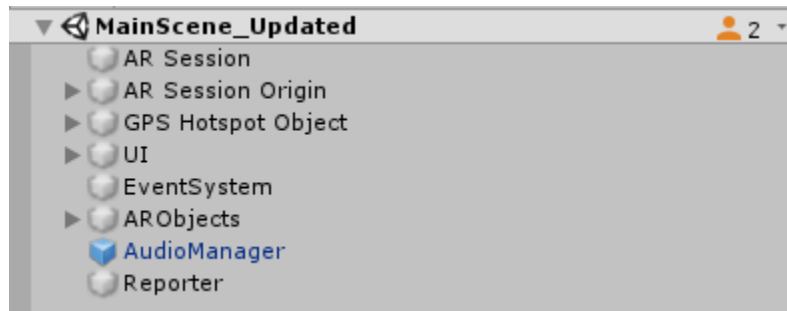 MainScene_Updated 2
AR Session
AR Session Origin
GPS Hotspot Object
UI
EventSystem
ARObjects
AudioManager
Reporter